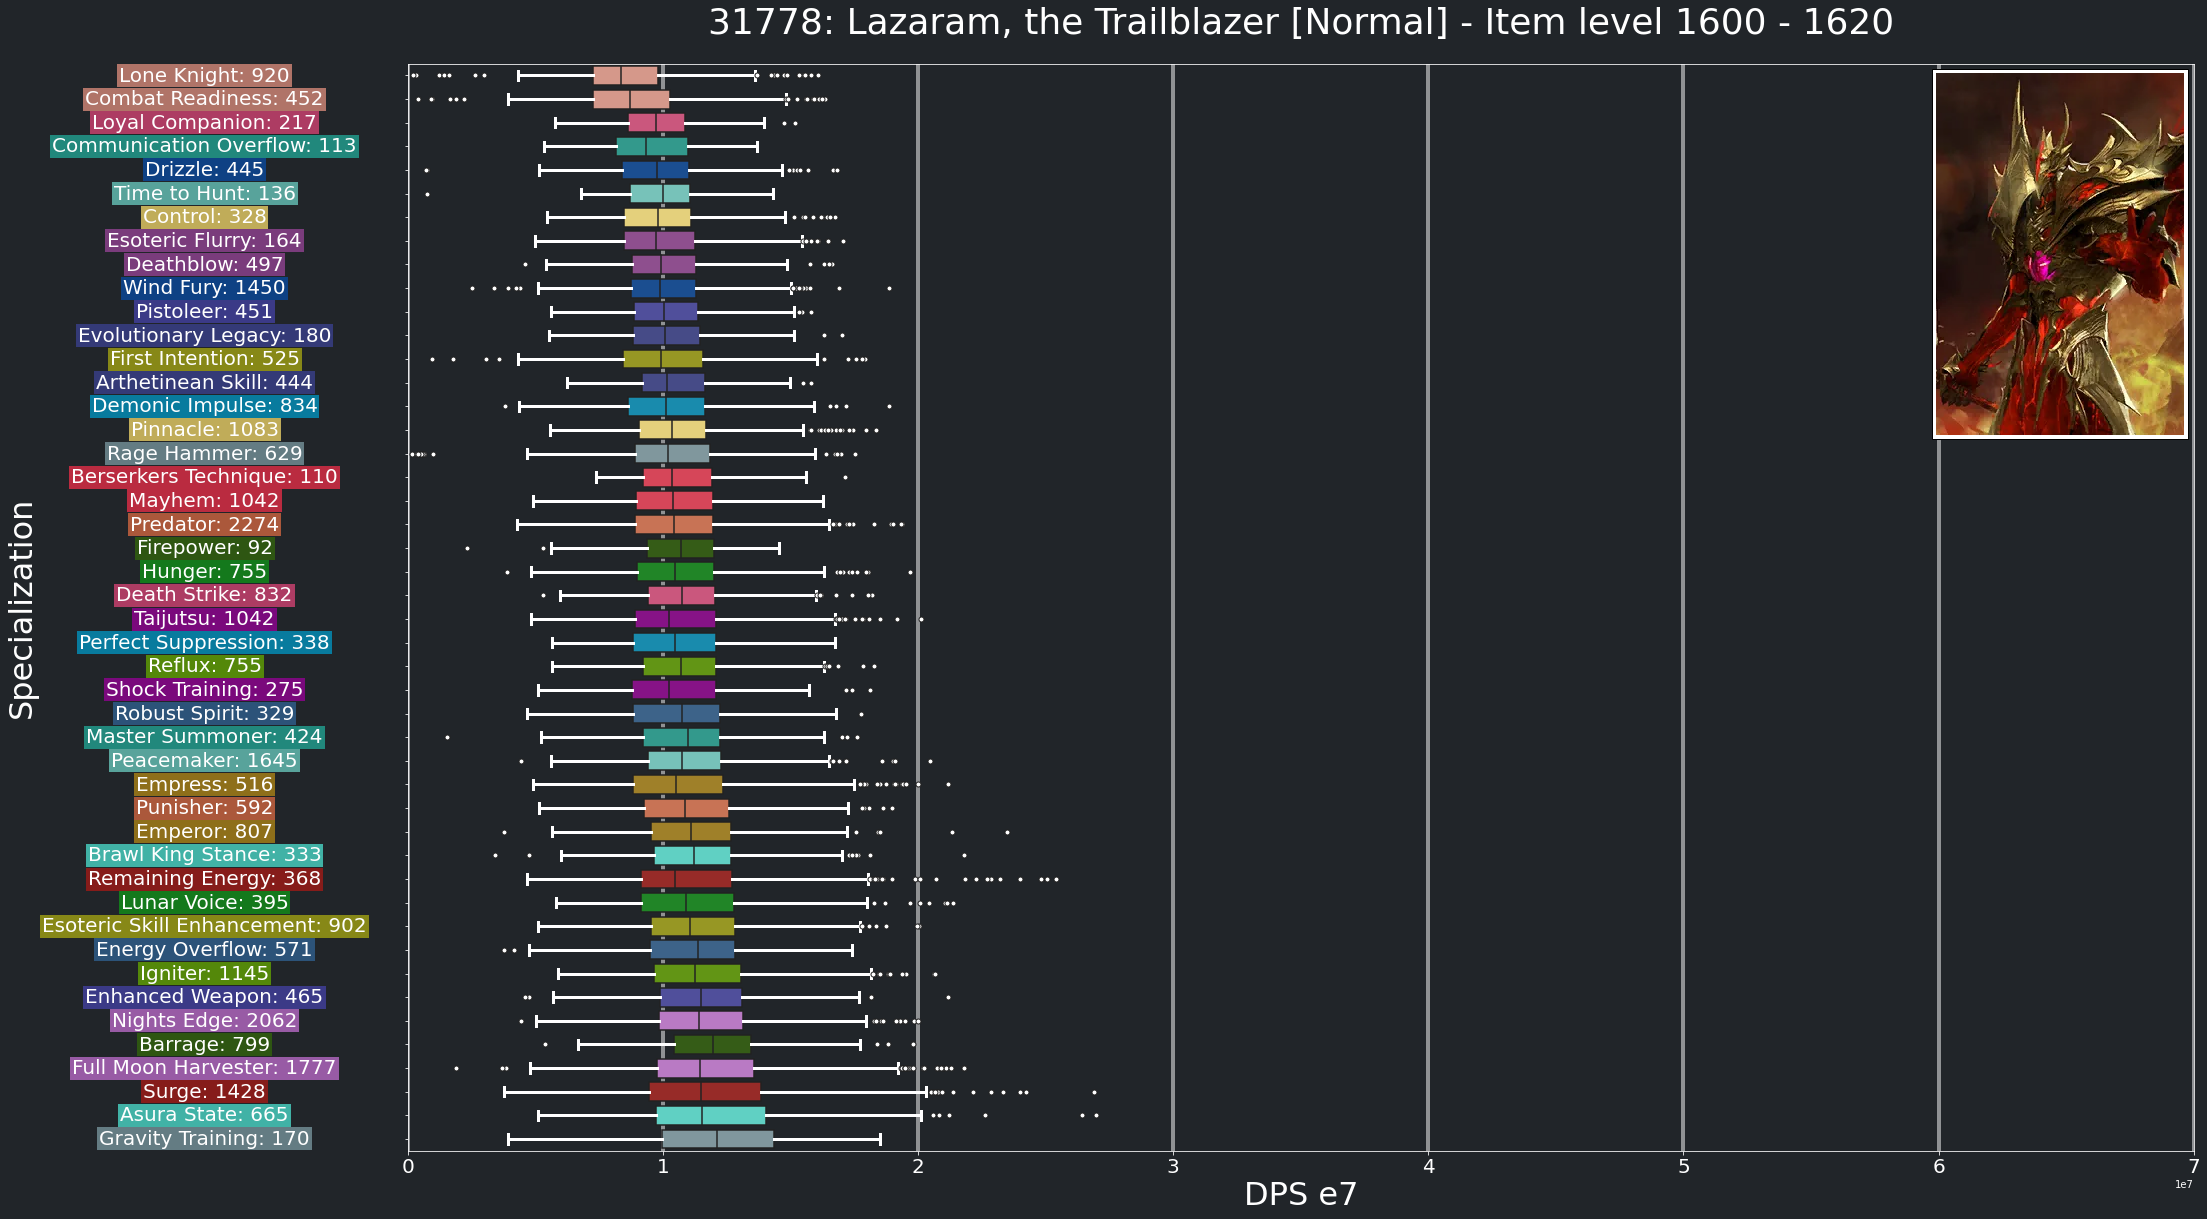 31778: Lazaram, the Trailblazer [Normal] - Item level 1600 - 1620
Specialization
Lone Knight: 920
Combat Readiness: 452
Loyal Companion: 217
Communication Overflow: 113
Drizzle: 445
Time to Hunt: 136
Control: 328
Esoteric Flurry: 164
Deathblow: 497
Wind Fury: 1450
Pistoleer: 451
Evolutionary Legacy: 180
First Intention: 525
Arthetinean Skill: 444
Demonic Impulse: 834
Pinnacle: 1083
Rage Hammer: 629
Berserkers Technique: 110
Mayhem: 1042
Predator: 2274
Firepower: 92
Hunger: 755
Death Strike: 832
Taijutsu: 1042
Perfect Suppression: 338
Reflux: 755
Shock Training: 275
Robust Spirit: 329
Master Summoner: 424
Peacemaker: 1645
Empress: 516
Punisher: 592
Emperor: 807
Brawl King Stance: 333
Remaining Energy: 368
Lunar Voice: 395
Esoteric Skill Enhancement: 902
Energy Overflow: 571
Igniter: 1145
Enhanced Weapon: 465
Nights Edge: 2062
Barrage: 799
Full Moon Harvester: 1777
Surge: 1428
Asura State: 665
Gravity Training: 170
0 1 2 3 4 5 6 7
1e7
DPS e7